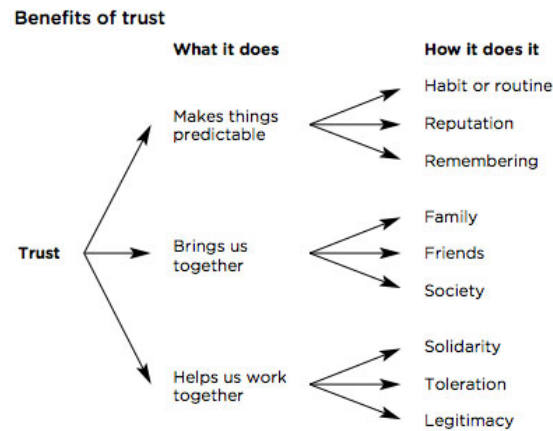 Benefits of trust
What it does
How it does it
Makes things
predictable
Habit or routine
Reputation
Remembering
Trust
Brings us
together
Family
Friends
Society
Helps us work
together
Solidarity
Toleration
Legitimacy